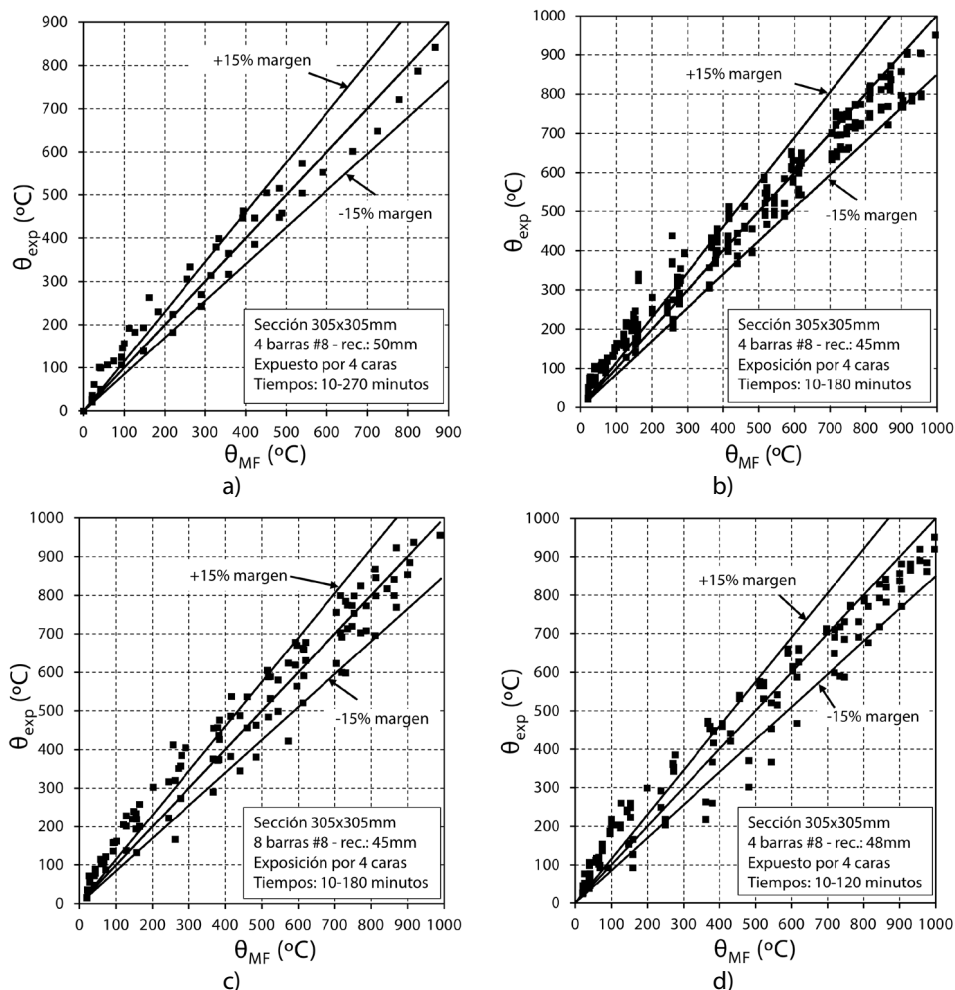 a)
900
800
700
600
500
400
300
200
100
0
θexp (ºC)
+15% margen
-15% margen
Sección 305x305mm
4 barras #8 - rec.: 50mm
Expuesto por 4 caras
Tiempos: 10-270 minutos
0 100 200 300 400 500 600 700 800 900
θMF (ºC)
a)
b)
1000
900
800
700
600
500
400
300
200
100
0
θexp (ºC)
+15% margen
-15% margen
Sección 305x305mm
4 barras #8 - rec.: 45mm
Exposición por 4 caras
Tiempos: 10-180 minutos
0 100 200 300 400 500 600 700 800 900 1000
θMF (ºC)
b)
1000
900
800
700
600
500
400
300
200
100
0
θexp (ºC)
+15% margen
-15% margen
Sección 305x305mm
8 barras #8 - rec.: 45mm
Exposición por 4 caras
Tiempos: 10-180 minutos
0 100 200 300 400 500 600 700 800 900 1000
θMF (ºC)
c)
1000
900
800
700
600
500
400
300
200
100
0
θexp (ºC)
+15% margen
-15% margen
Sección 305x305mm
4 barras #8 - rec.: 48mm
Expuesto por 4 caras
Tiempos: 10-120 minutos
0 100 200 300 400 500 600 700 800 900 1000
θMF (ºC)
d)